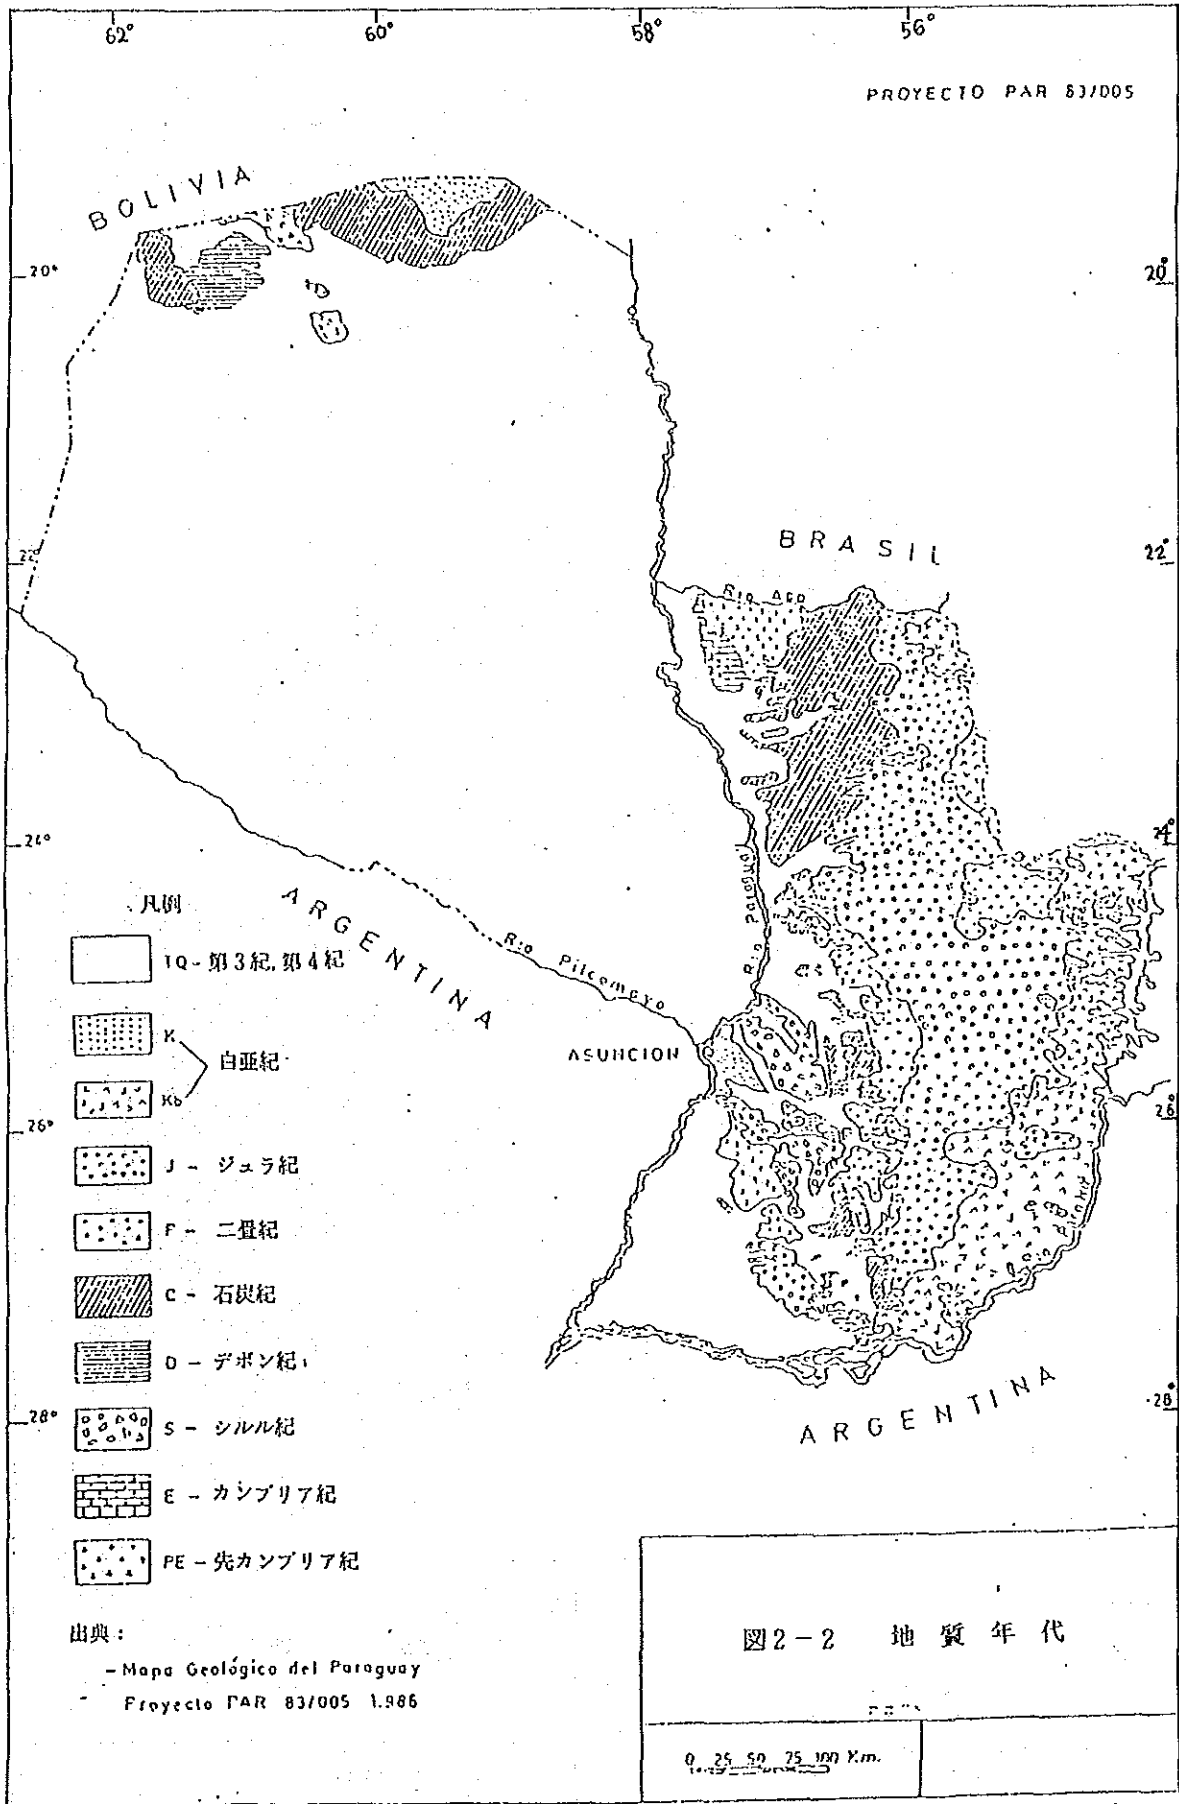 62° 60° 58° 56°
PROYECTO PAR 83/005
BOLIVIA
20° 20°
BRASIL
22° 22°
Rio APA
24° 24°
ARGENTINA
Rio Pilcomayo
Rio Paraguay
ASUNCION
凡例
TQ - 第3紀,第4紀
K
白亜紀
Kb
26° 26°
J - ジュラ紀
P - 二畳紀
C - 石炭紀
D - デボン紀
S - シルル紀
28° 28°
ARGENTINA
E - カンブリア紀
PE - 先カンブリア紀
出典:
- Mapa Geológico del Paraguay
Proyecto PAR 83/005 1.986
図2-2 地質年代
0 25 50 75 100 Km.